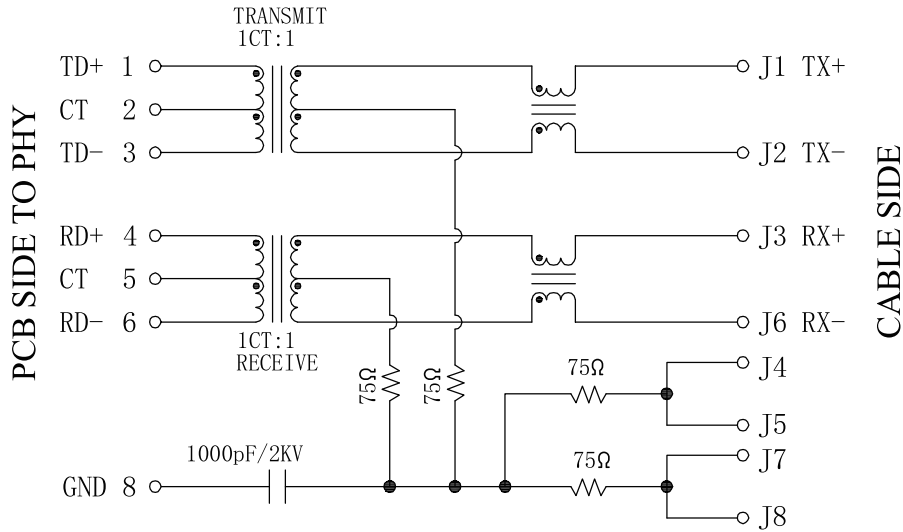 TRANSMIT
1CT:1
TD+ 1
J1 TX+
CT 2
TD- 3
J2 TX-
PCB SIDE TO PHY
CABLE SIDE
RD+ 4
J3 RX+
CT 5
RD- 6
J6 RX-
1CT:1
RECEIVE
75Ω
75Ω
75Ω
J4
J5
1000pF/2KV
75Ω
J7
GND 8
J8